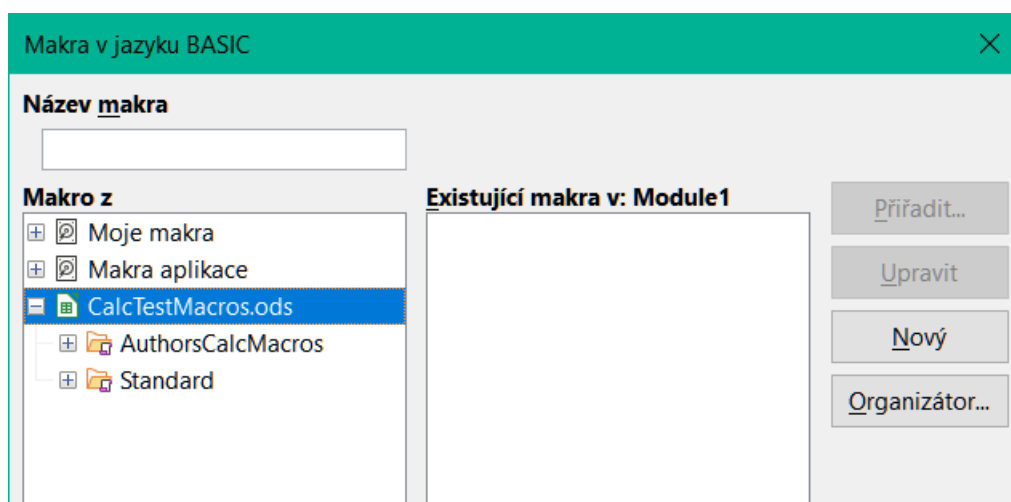 Makra v jazyku BASIC
Název makra
Makro z
Existující makra v: Module1
Moje makra
Makra aplikace
CalcTestMacros.ods
AuthorsCalcMacros
Standard
Přiřadit...
Upravit
Nový
Organizátor...